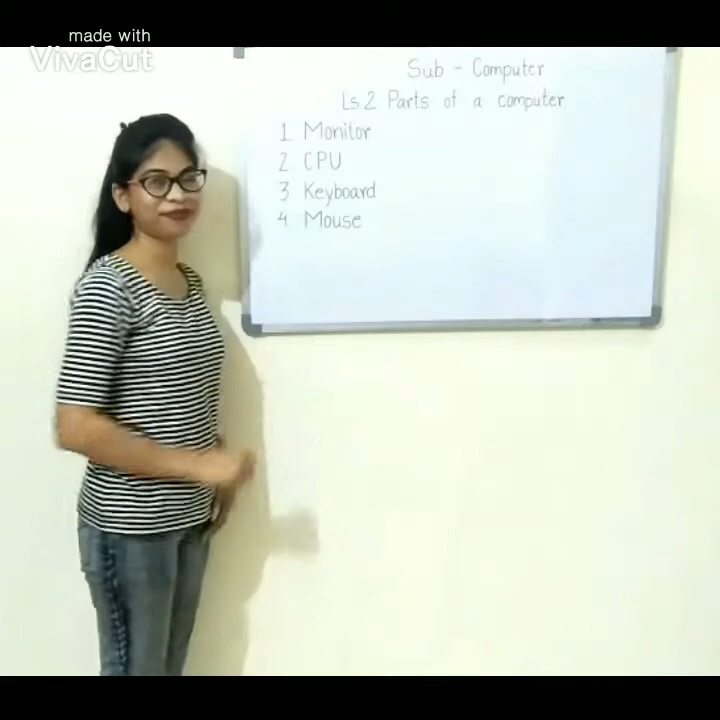 made with
VivaCut
Sub - Computer
Ls. 2 Parts of a computer
1 Monitor
2 CPU
3 Keyboard
4 Mouse